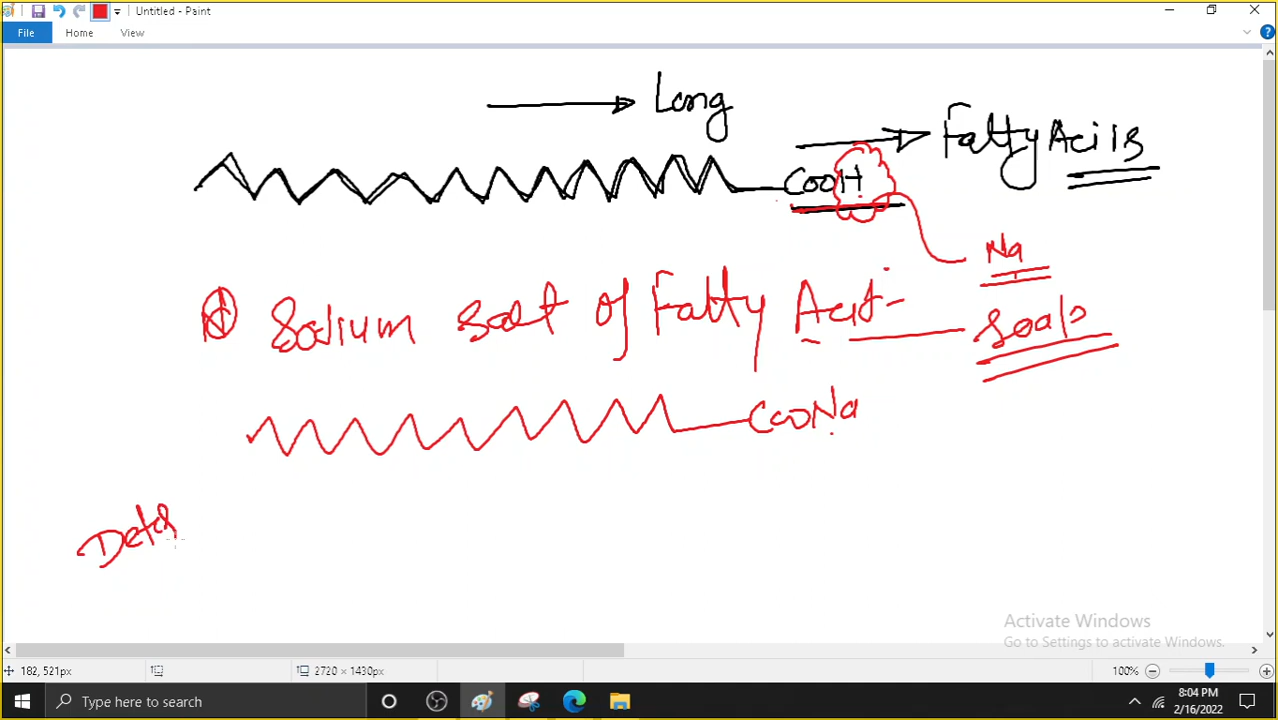 Untitled - Paint
File Home View
Long
Fatty Acids
COOH
Na
Sodium Salt of Fatty Acid - Soap
COONa
Dete
182, 521px 2720 × 1430px 100%
Activate Windows
Go to Settings to activate Windows.
Type here to search
8:04 PM
2/16/2022